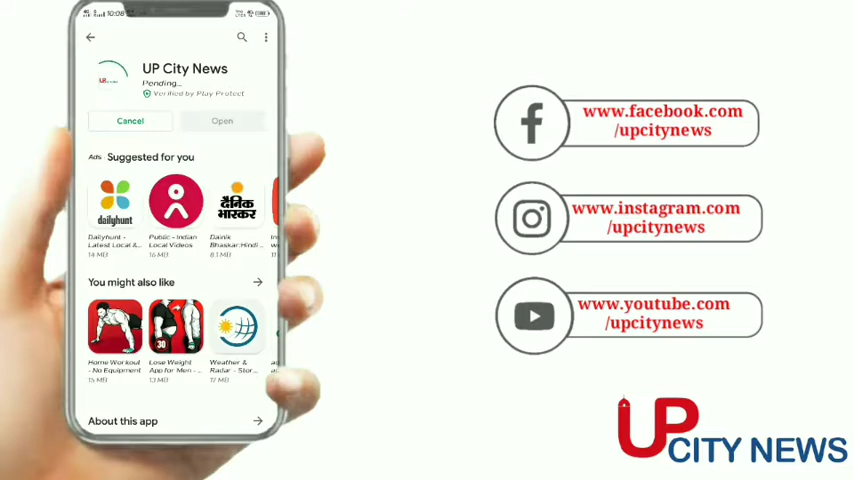 10:08
UP City News
Pending...
Verified by Play Protect
Cancel
Open
Ads Suggested for you
dailyhunt
दैनिक
भास्कर
Dailyhunt -
Latest Local &...
14 MB
Public - Indian
Local Videos
16 MB
Dainik
Bhaskar:Hindi...
8.1 MB
You might also like
30
Home Workout
- No Equipment
15 MB
Lose Weight
App for Men -...
13 MB
Weather &
Radar - Stor...
17 MB
About this app
www.facebook.com
/upcitynews
www.instagram.com
/upcitynews
www.youtube.com
/upcitynews
UP
CITY NEWS